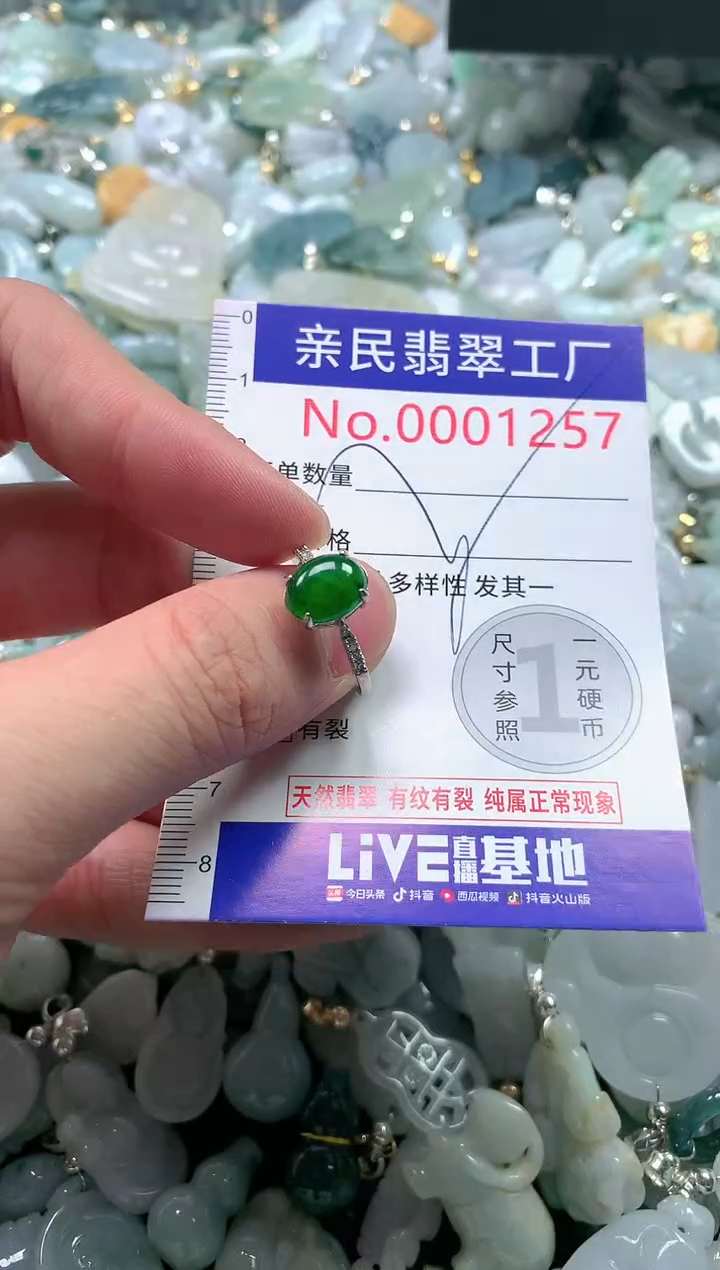 0
1
亲民翡翠工厂
No.0001257
单数量
格
多样性 发其一
尺寸参照
1
一元硬币
有裂
7
天然翡翠 有纹有裂 纯属正常现象
8
LiVE直播基地
今日头条 抖音 西瓜视频 抖音火山版